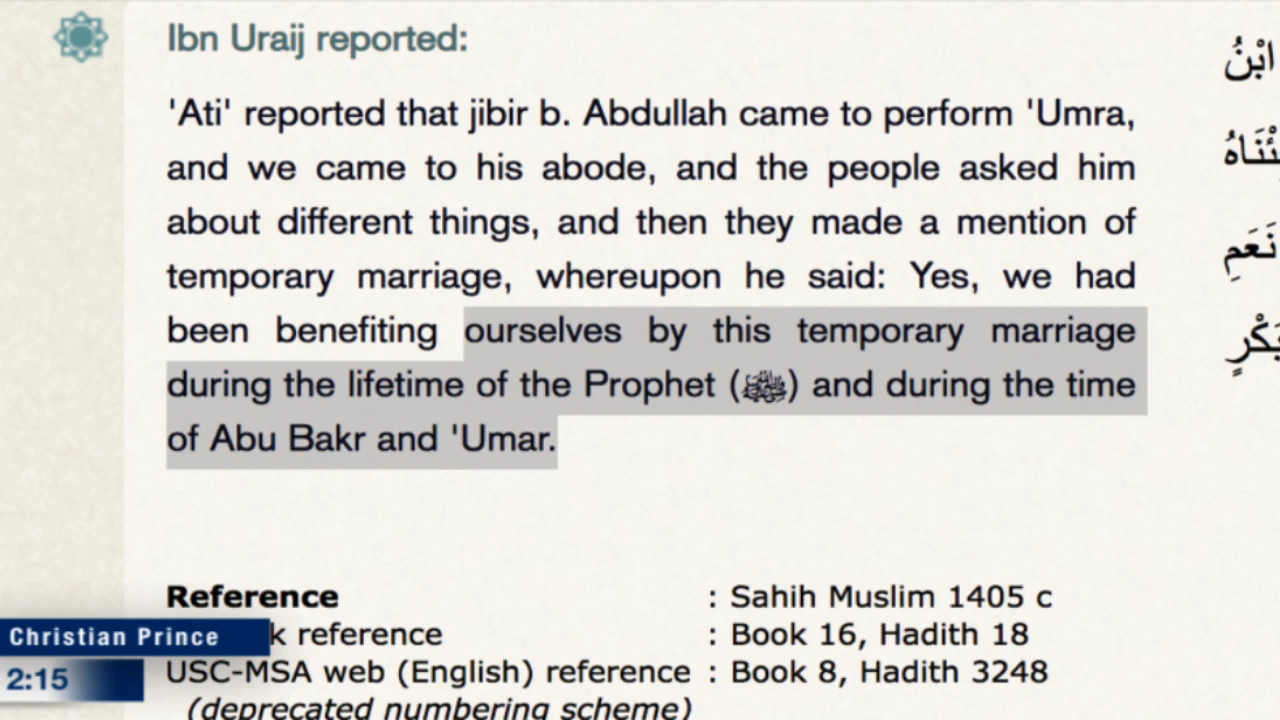 Ibn Uraij reported:
'Ati' reported that jibir b. Abdullah came to perform 'Umra,
and we came to his abode, and the people asked him
about different things, and then they made a mention of
temporary marriage, whereupon he said: Yes, we had
been benefiting ourselves by this temporary marriage
during the lifetime of the Prophet (ﷺ) and during the time
of Abu Bakr and 'Umar.
ابْنُ
نَعَمِ
Reference : Sahih Muslim 1405 c
k reference : Book 16, Hadith 18
USC-MSA web (English) reference : Book 8, Hadith 3248
(deprecated numbering scheme)
Christian Prince
2:15